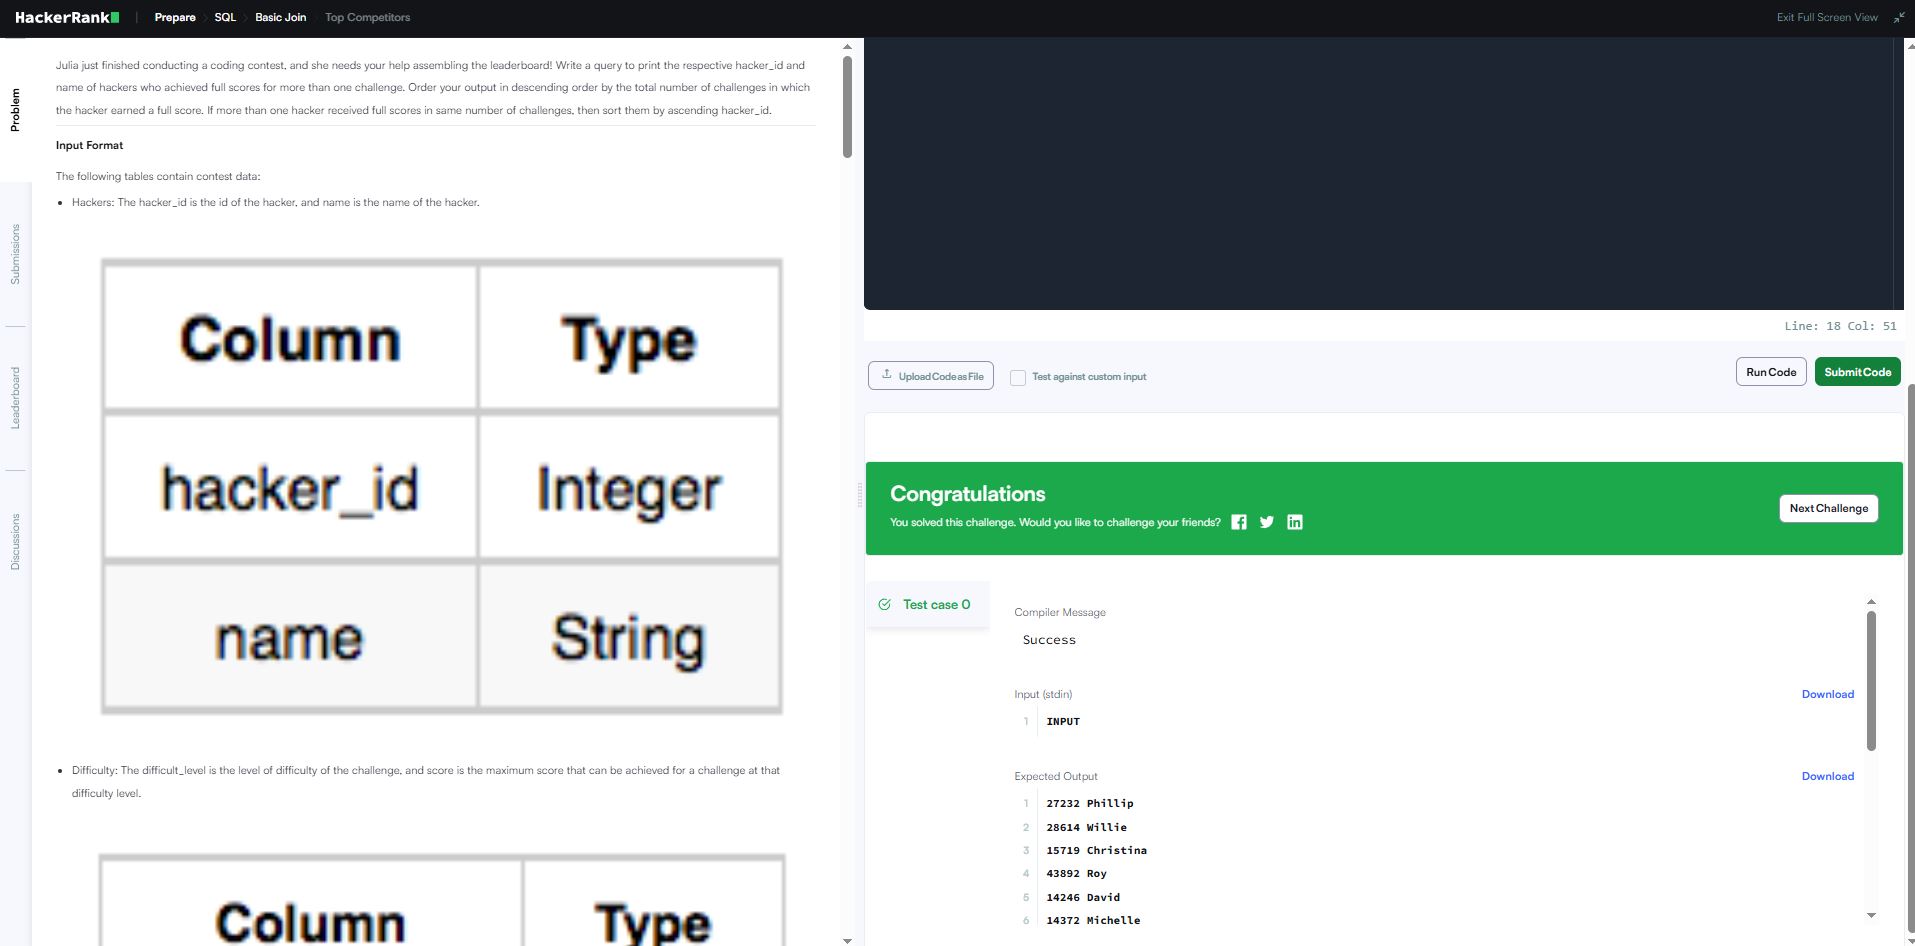 HackerRank
Prepare
SQL
Basic Join
Top Competitors
Exit Full Screen View
Problem
Submissions
Leaderboard
Discussions
Julia just finished conducting a coding contest, and she needs your help assembling the leaderboard! Write a query to print the respective hacker_id and
name of hackers who achieved full scores for more than one challenge. Order your output in descending order by the total number of challenges in which
the hacker earned a full score. If more than one hacker received full scores in same number of challenges, then sort them by ascending hacker_id.
Input Format
The following tables contain contest data:
Hackers: The hacker_id is the id of the hacker, and name is the name of the hacker.
Column Type
hacker_id Integer
name String
Difficulty: The difficult_level is the level of difficulty of the challenge, and score is the maximum score that can be achieved for a challenge at that
difficulty level.
Column Type
Line: 18 Col: 51
Upload Code as File
Test against custom input
Run Code
Submit Code
Congratulations
You solved this challenge. Would you like to challenge your friends?
Next Challenge
Test case 0
Compiler Message
Success
Input (stdin)
Download
1 INPUT
Expected Output
Download
1 27232 Phillip
2 28614 Willie
3 15719 Christina
4 43892 Roy
5 14246 David
6 14372 Michelle